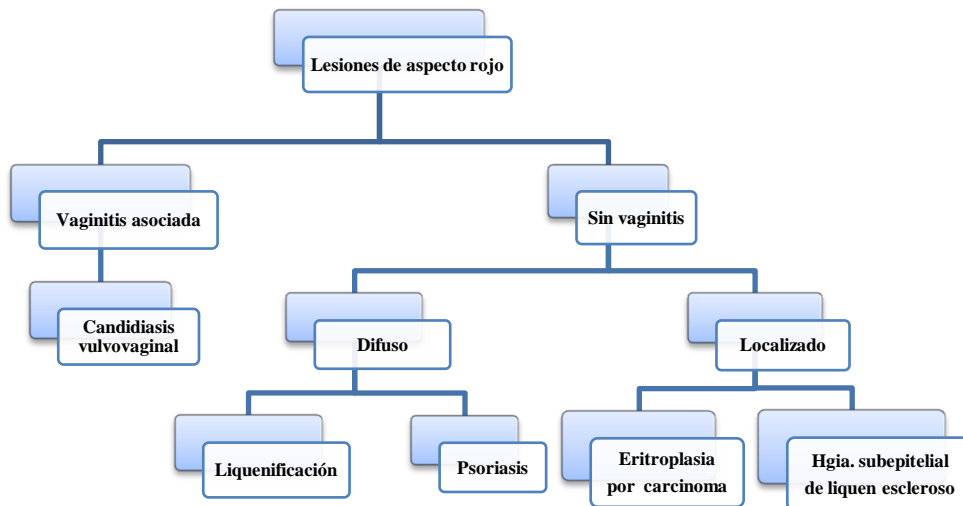 Lesiones de aspecto rojo
Vaginitis asociada
Sin vaginitis
Candidiasis
vulvovaginal
Difuso
Localizado
Liquenificación
Psoriasis
Eritroplasia
por carcinoma
Hgia. subepitelial
de liquen escleroso